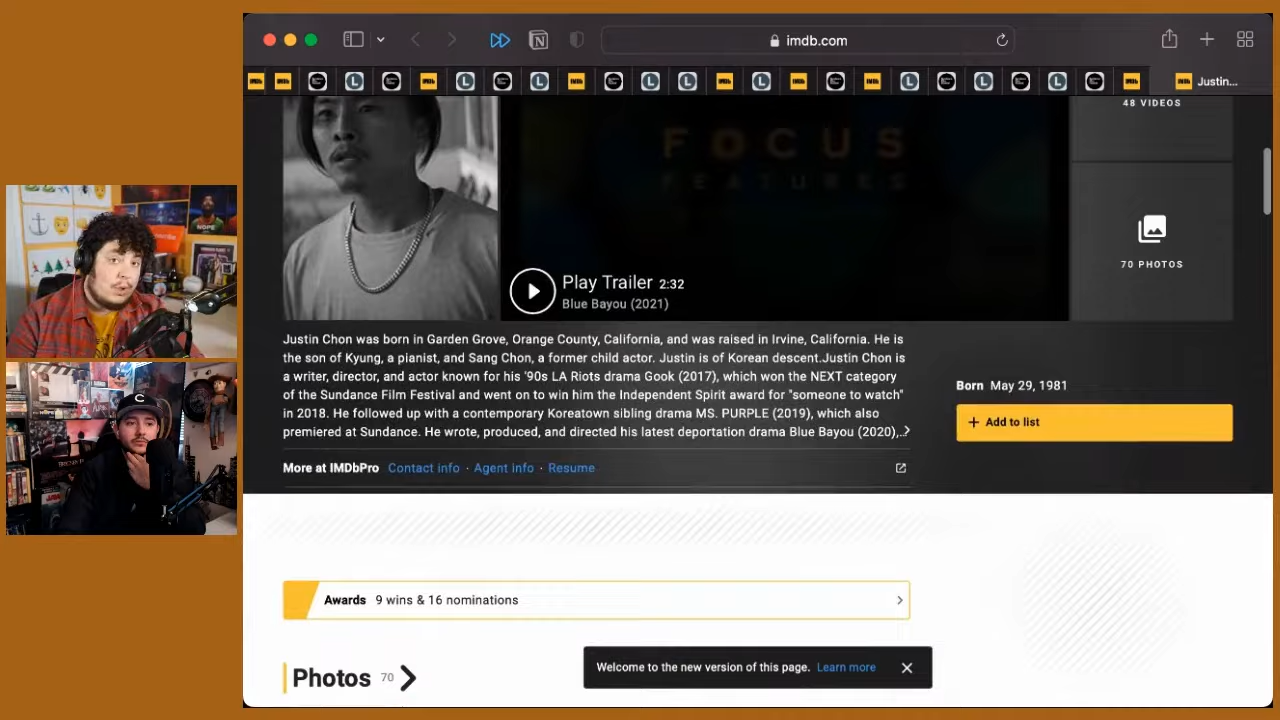 imdb.com
Justin...
48 VIDEOS
FOCUS
FEATURES
Play Trailer 2:32
Blue Bayou (2021)
70 PHOTOS
Justin Chon was born in Garden Grove, Orange County, California, and was raised in Irvine, California. He is
the son of Kyung, a pianist, and Sang Chon, a former child actor. Justin is of Korean descent.Justin Chon is
a writer, director, and actor known for his '90s LA Riots drama Gook (2017), which won the NEXT category
of the Sundance Film Festival and went on to win him the Independent Spirit award for "someone to watch"
in 2018. He followed up with a contemporary Koreatown sibling drama MS. PURPLE (2019), which also
premiered at Sundance. He wrote, produced, and directed his latest deportation drama Blue Bayou (2020),...
Born May 29, 1981
+ Add to list
More at IMDbPro Contact info · Agent info · Resume
Awards 9 wins & 16 nominations
Welcome to the new version of this page. Learn more
Photos 70
NOPE
C